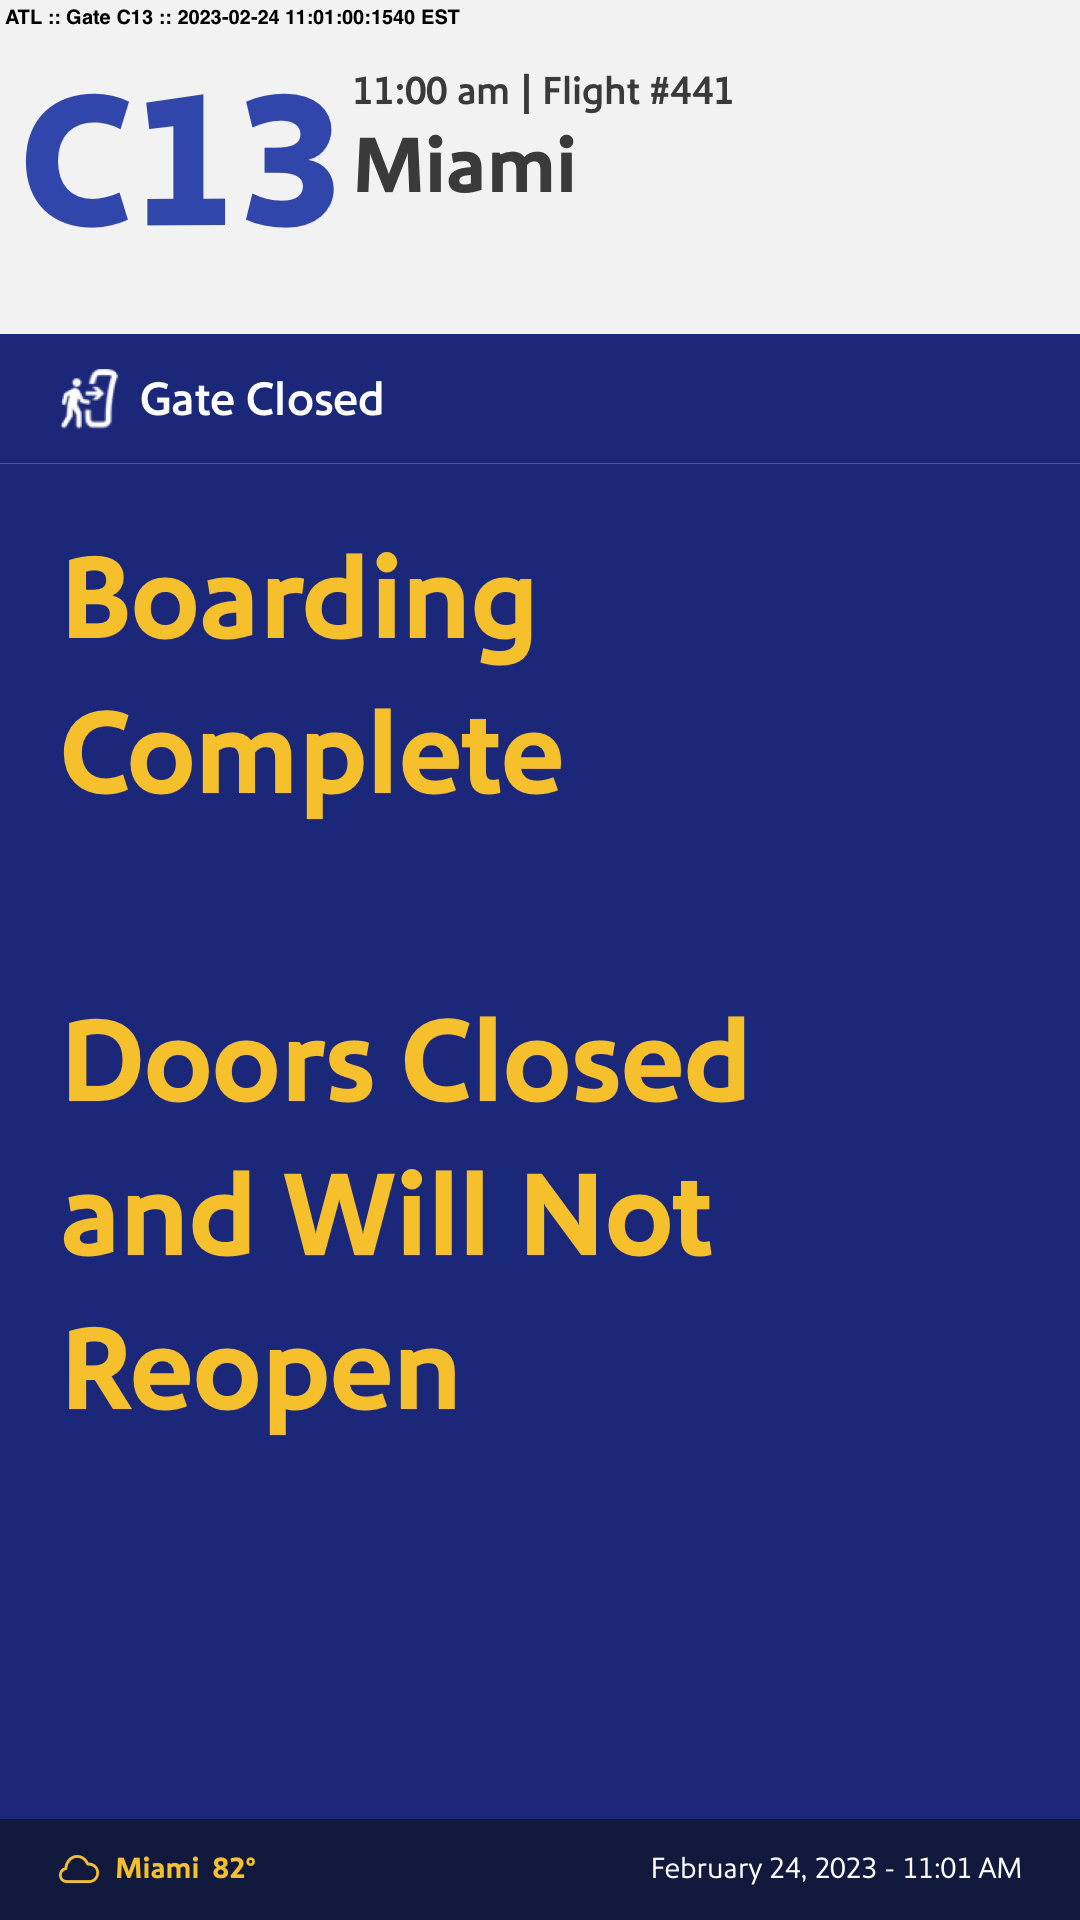 ATL :: Gate C13 :: 2023-02-24 11:01:00:1540 EST
C13
11:00 am | Flight #441
Miami
Gate Closed
Boarding
Complete
Doors Closed
and Will Not
Reopen
Miami 82°
February 24, 2023 - 11:01 AM